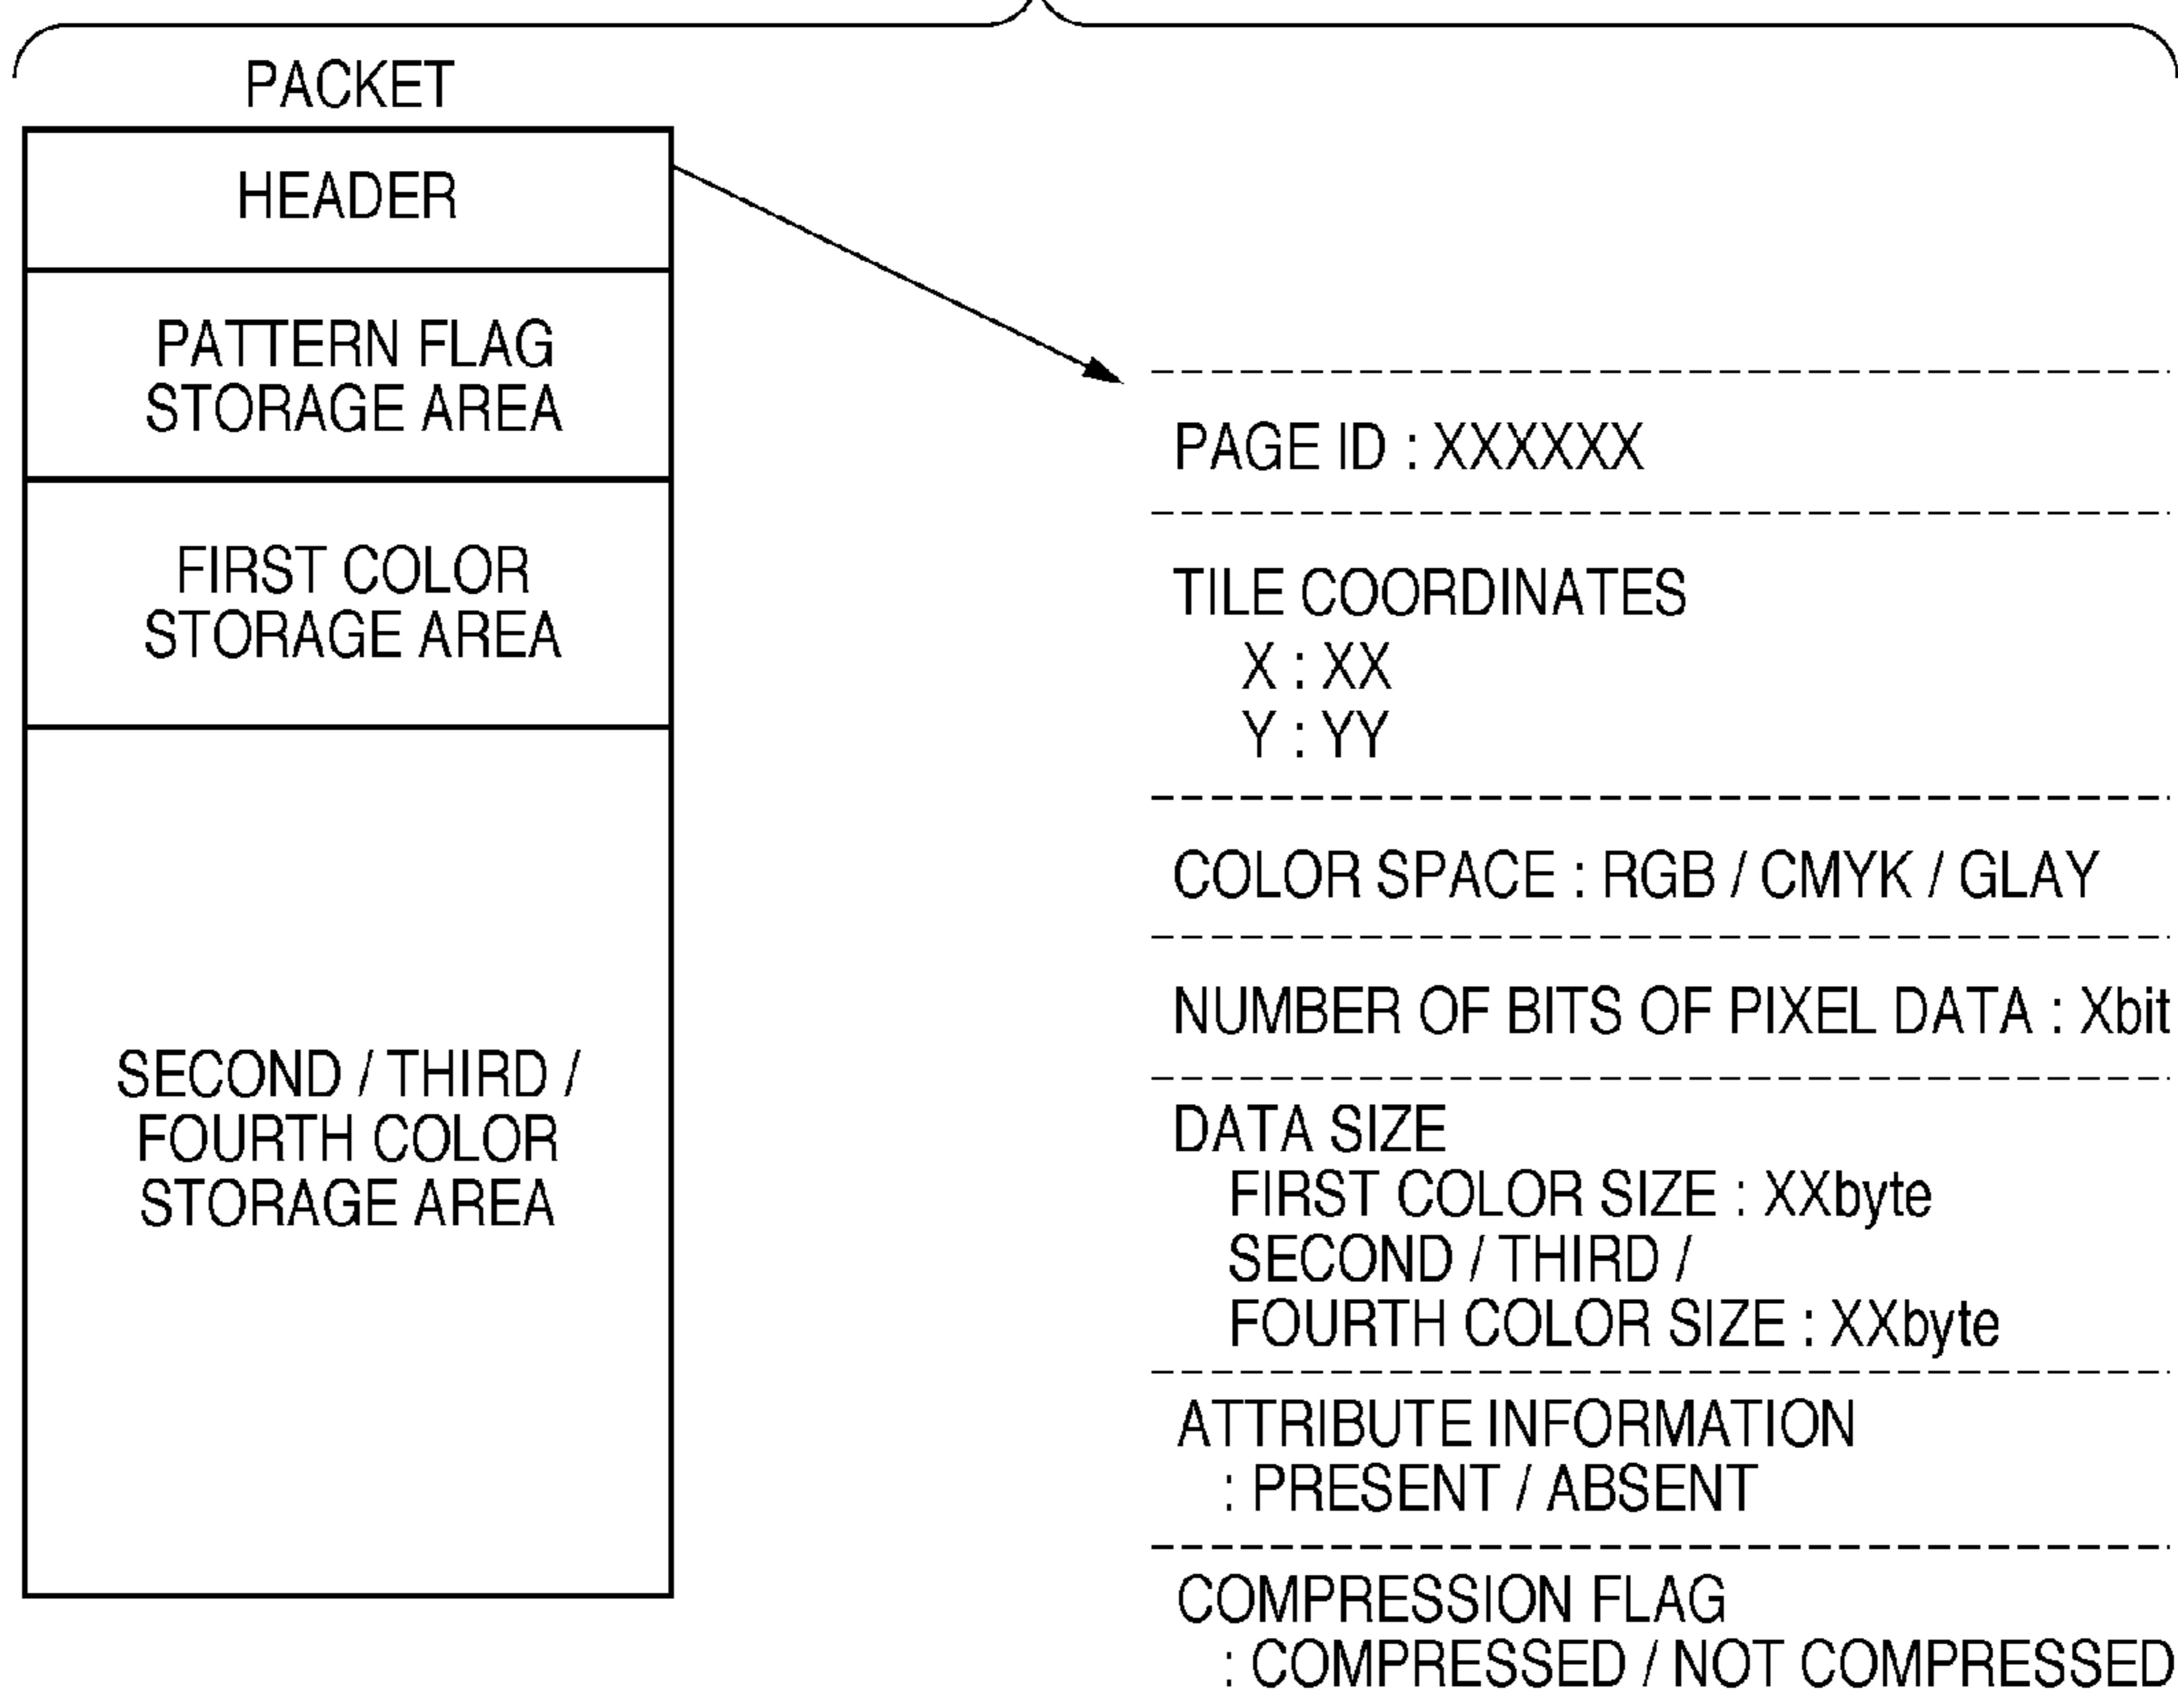 PACKET
HEADER
PATTERN FLAG
STORAGE AREA
FIRST COLOR
STORAGE AREA
SECOND / THIRD /
FOURTH COLOR
STORAGE AREA
PAGE ID : XXXXXX
TILE COORDINATES
X : XX
Y : YY
COLOR SPACE : RGB / CMYK / GLAY
NUMBER OF BITS OF PIXEL DATA : Xbit
DATA SIZE
FIRST COLOR SIZE : XXbyte
SECOND / THIRD /
FOURTH COLOR SIZE : XXbyte
ATTRIBUTE INFORMATION
: PRESENT / ABSENT
COMPRESSION FLAG
: COMPRESSED / NOT COMPRESSED